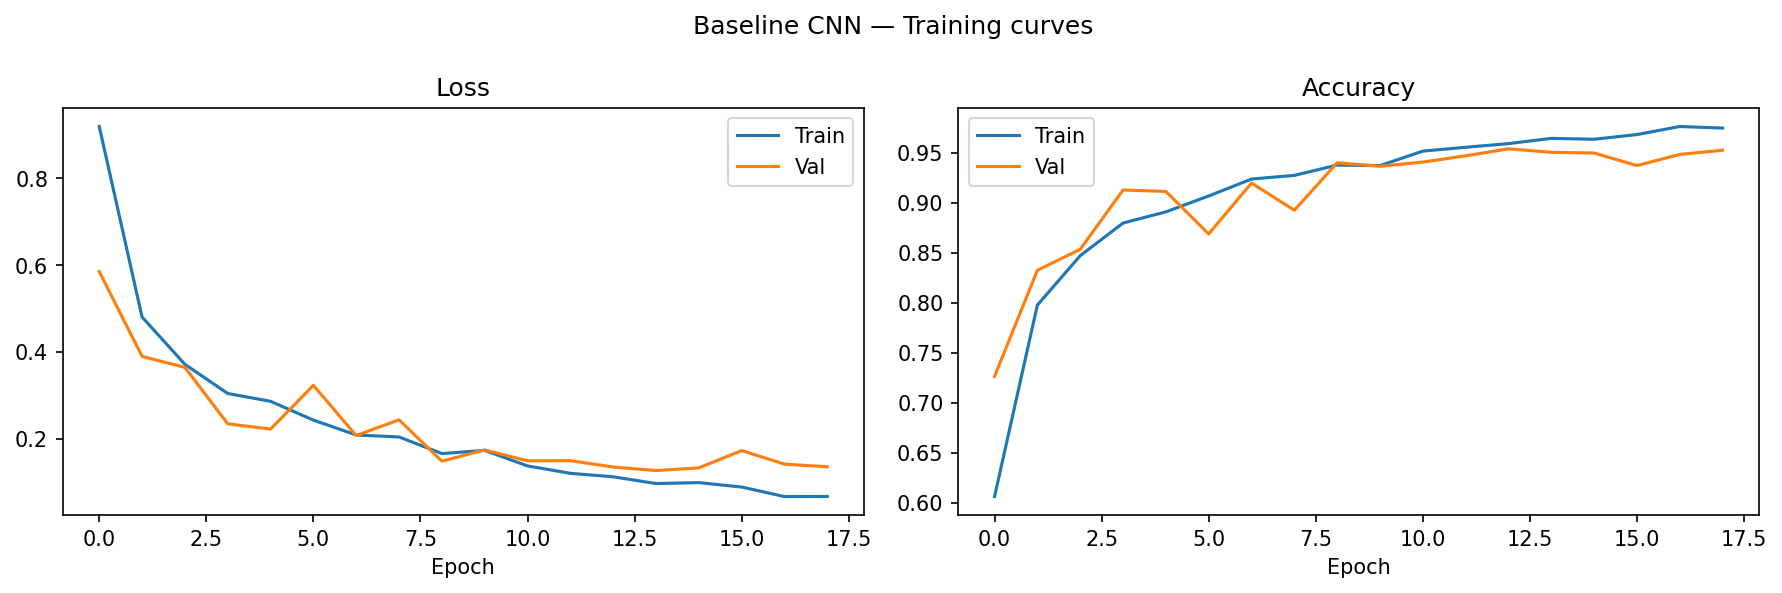 Baseline CNN — Training curves
Loss
Train
Val
0.8
0.6
0.4
0.2
0.0 2.5 5.0 7.5 10.0 12.5 15.0 17.5
Epoch
Accuracy
Train
Val
0.95
0.90
0.85
0.80
0.75
0.70
0.65
0.60
0.0 2.5 5.0 7.5 10.0 12.5 15.0 17.5
Epoch